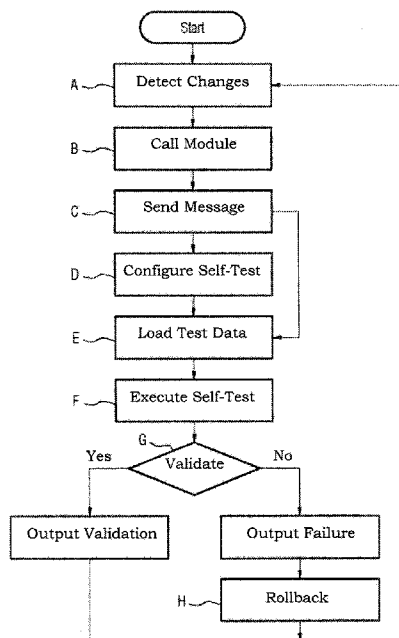 Start
A Detect Changes
B Call Module
C Send Message
D Configure Self-Test
E Load Test Data
F Execute Self-Test
G Validate
Yes No
Output Validation Output Failure
H Rollback